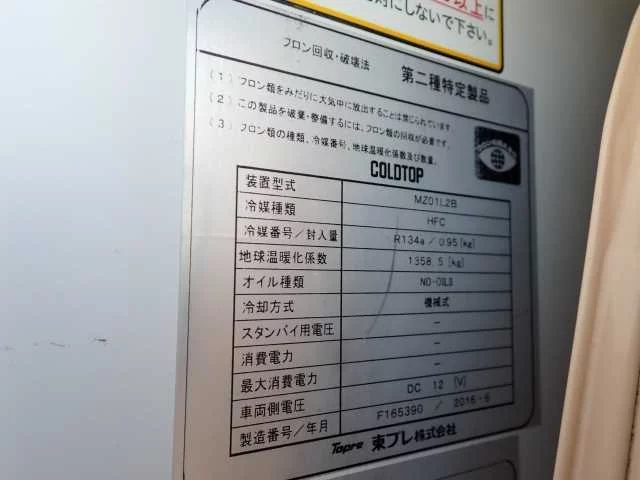 以上に
対にしないで下さい。
フロン回収・破壊法 第二種特定製品
(1) フロン類をみだりに大気中に放出することは禁じられています。
(2) この製品を破棄・整備するには、フロン類の回収が必要です。
(3) フロン類の種類、冷媒番号、地球温暖化係数及び数量。
COLDTOP
装置型式 MZ01L2B
冷媒種類 HFC
冷媒番号/封入量 R134a / 0.95 [kg]
地球温暖化係数 1358.5 [kg]
オイル種類 ND-OIL8
冷却方式 機械式
スタンバイ用電圧 -
消費電力 -
最大消費電力 -
車両側電圧 DC 12 [V]
製造番号/年月 F165390 / 2016-6
Topre 東プレ株式会社